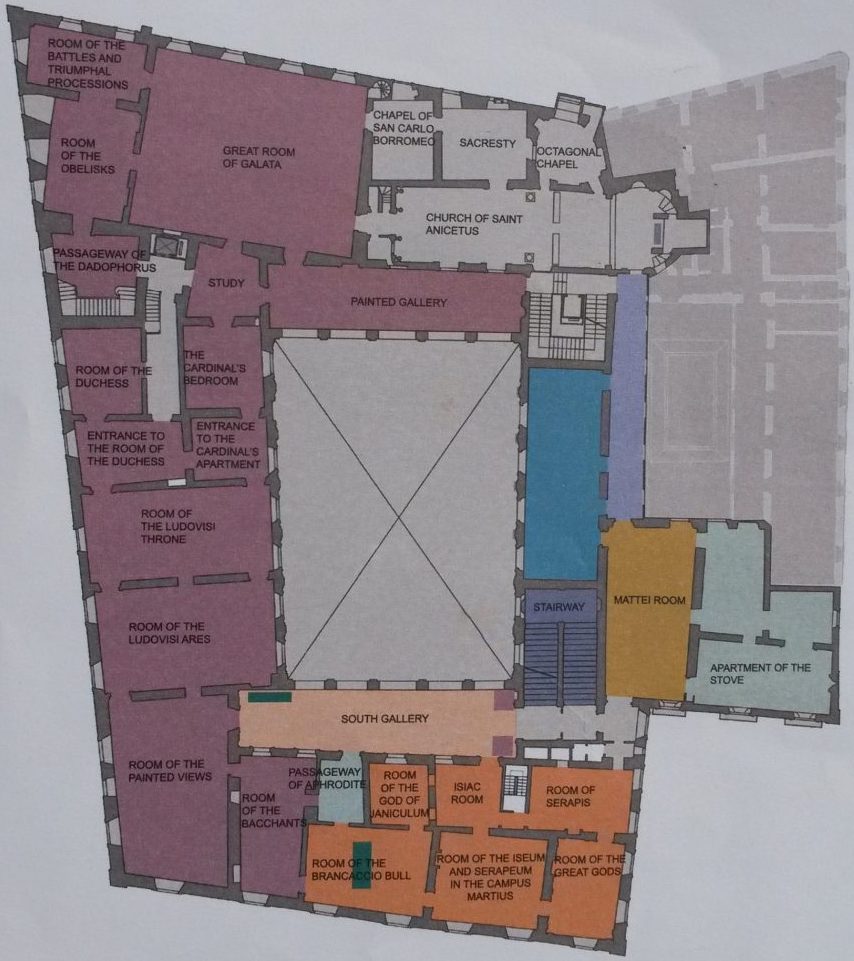 ROOM OF THE
BATTLES AND
TRIUMPHAL
PROCESSIONS
GREAT ROOM
OF GALATA
CHAPEL OF
SAN CARLO
BORROMEO
SACRESTY
OCTAGONAL
CHAPEL
ROOM
OF THE
OBELISKS
CHURCH OF SAINT
ANICETUS
PASSAGEWAY OF
THE DADOPHORUS
STUDY
PAINTED GALLERY
ROOM OF THE
DUCHESS
THE
CARDINAL'S
BEDROOM
ENTRANCE TO
THE ROOM OF
THE DUCHESS
ENTRANCE
TO THE
CARDINAL'S
APARTMENT
ROOM OF
THE LUDOVISI
THRONE
STAIRWAY
MATTEI ROOM
ROOM OF THE
LUDOVISI ARES
APARTMENT OF THE
STOVE
SOUTH GALLERY
ROOM OF THE
PAINTED VIEWS
ROOM
OF THE
BACCHANTS
PASSAGEWAY
OF APHRODITE
ROOM
OF THE
GOD OF
JANICULUM
ISIAC
ROOM
ROOM OF
SERAPIS
ROOM OF THE
BRANCACCIO BULL
ROOM OF THE ISEUM
AND SERAPEUM
IN THE CAMPUS
MARTIUS
ROOM OF THE
GREAT GODS